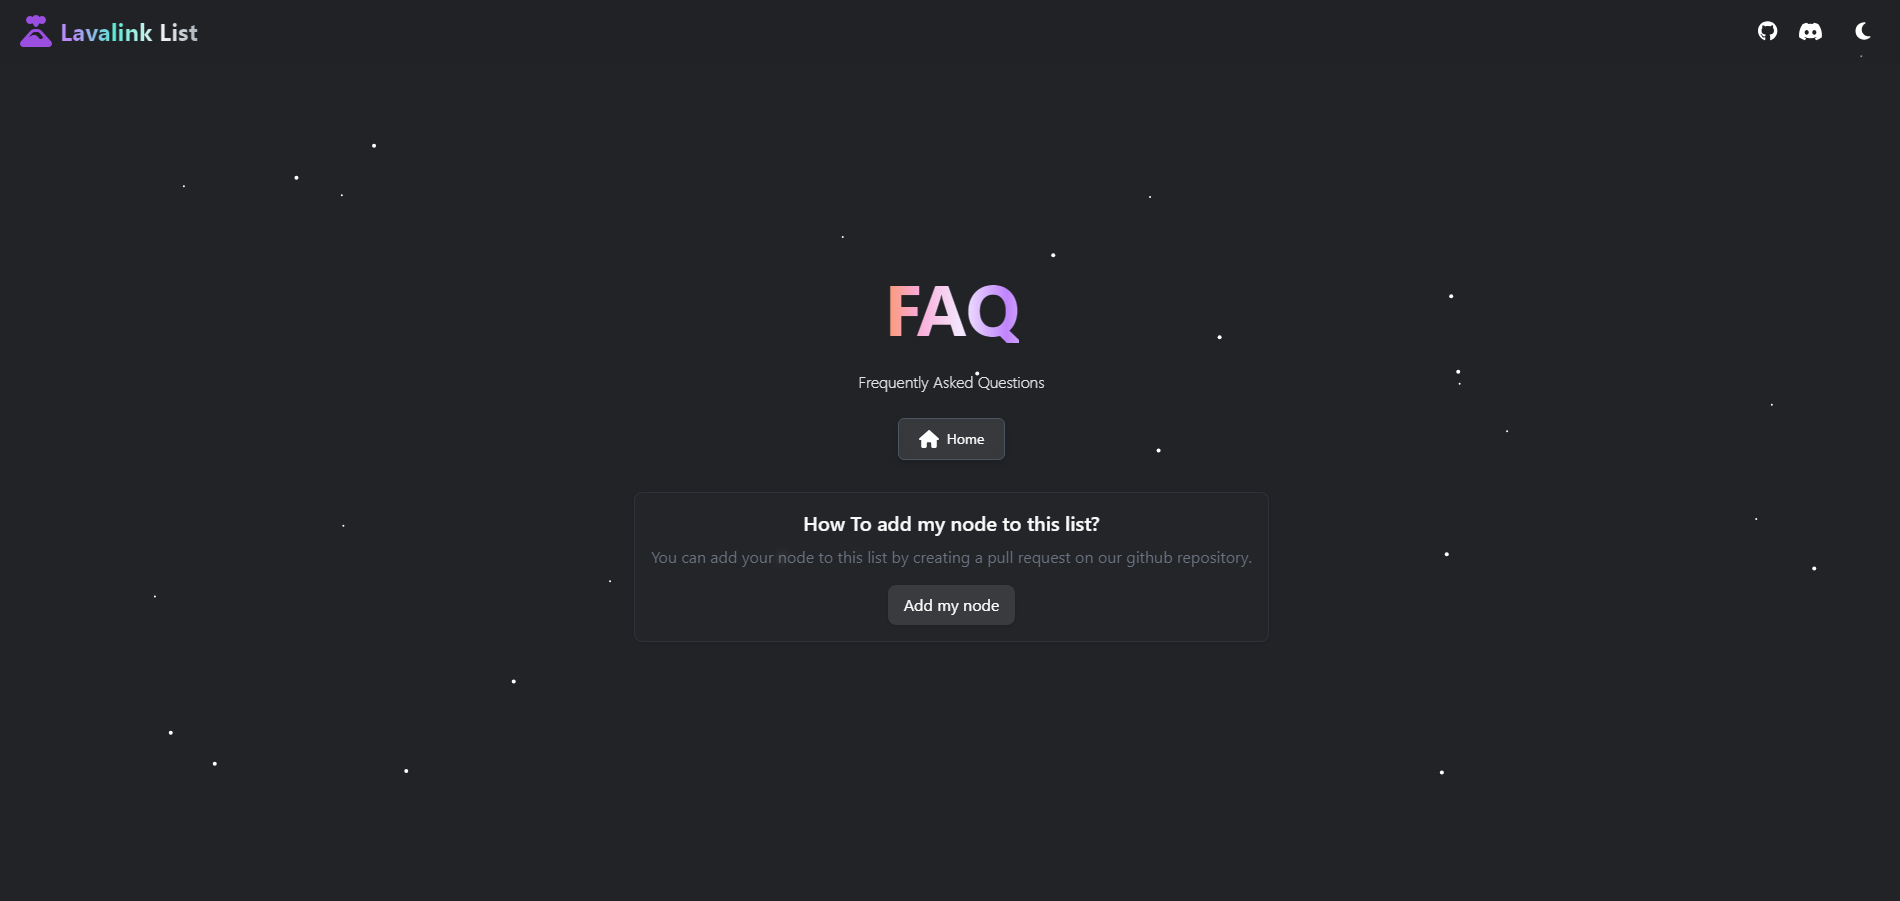 Lavalink List
FAQ
Frequently Asked Questions
Home
How To add my node to this list?
You can add your node to this list by creating a pull request on our github repository.
Add my node